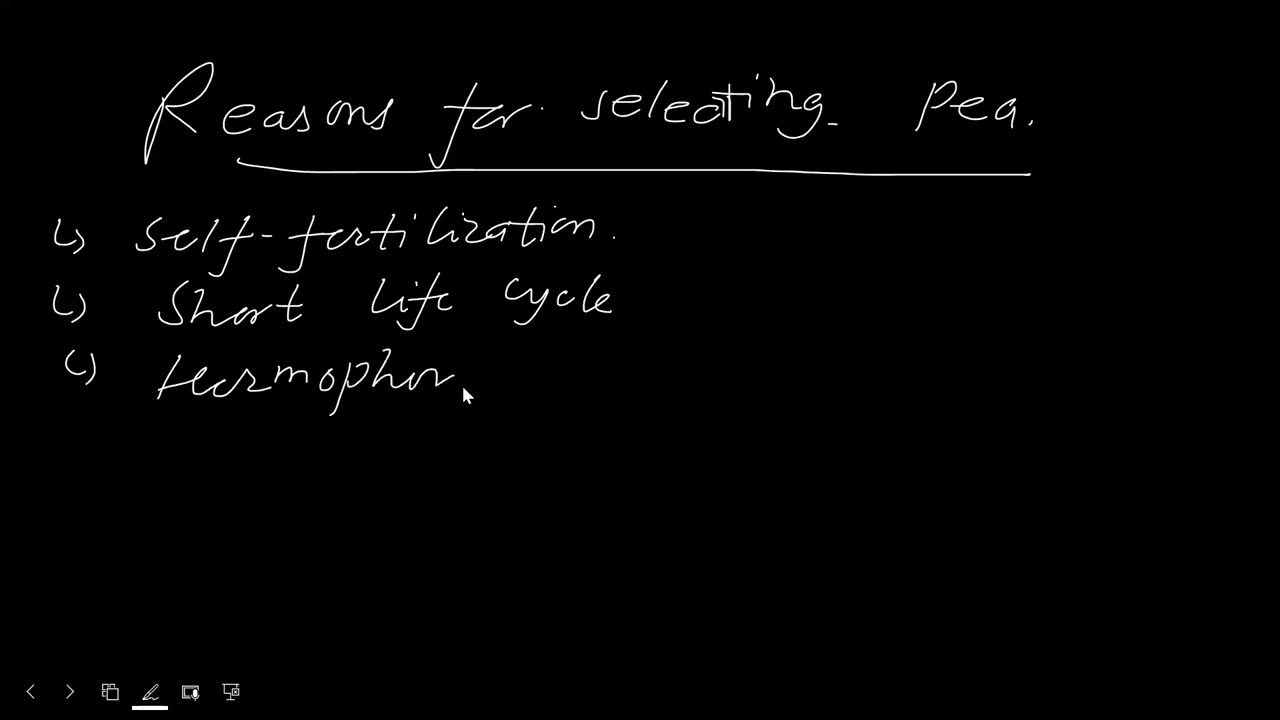 Reasons for selecting Pea.
↳ self-fertilization.
↳ Short life cycle
↳